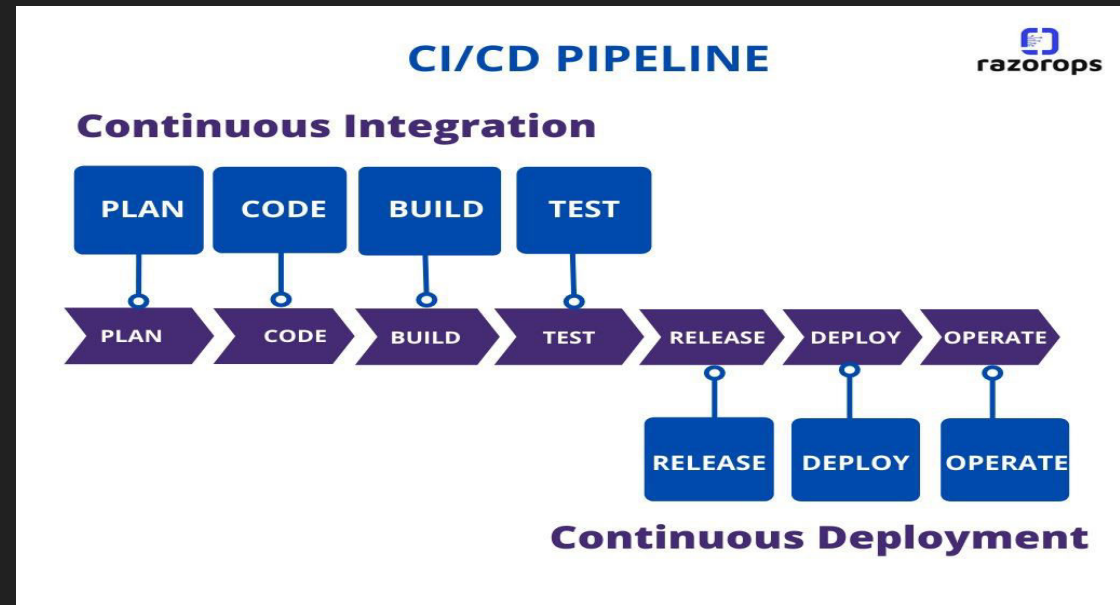 CI/CD PIPELINE
razorops
Continuous Integration
PLAN CODE BUILD TEST
PLAN CODE BUILD TEST RELEASE DEPLOY OPERATE
RELEASE DEPLOY OPERATE
Continuous Deployment